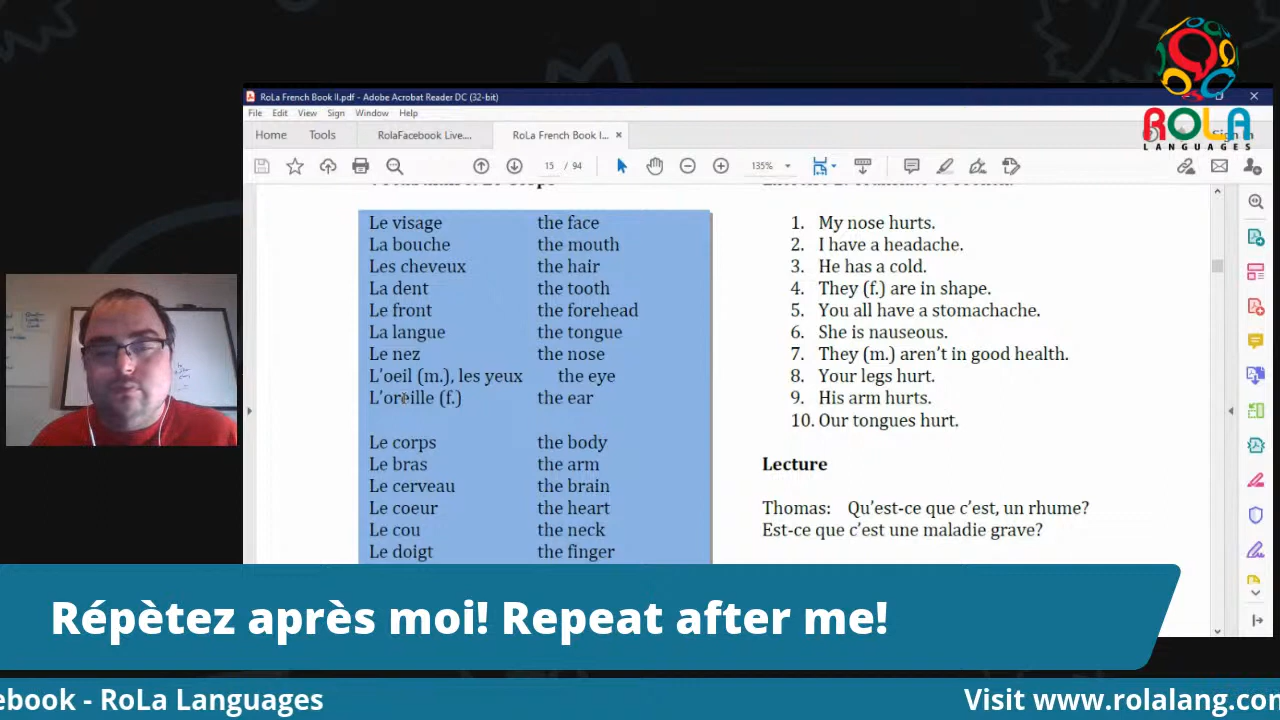 ROLA
LANGUAGES
RoLa French Book II.pdf - Adobe Acrobat Reader DC (32-bit)
File Edit View Sign Window Help
Home Tools RoLaFacebook Live.... RoLa French Book I... ×
15 / 94 135%
Le visage the face
La bouche the mouth
Les cheveux the hair
La dent the tooth
Le front the forehead
La langue the tongue
Le nez the nose
L'oeil (m.), les yeux the eye
L'oreille (f.) the ear
Le corps the body
Le bras the arm
Le cerveau the brain
Le coeur the heart
Le cou the neck
Le doigt the finger
1. My nose hurts.
2. I have a headache.
3. He has a cold.
4. They (f.) are in shape.
5. You all have a stomachache.
6. She is nauseous.
7. They (m.) aren't in good health.
8. Your legs hurt.
9. His arm hurts.
10. Our tongues hurt.
Lecture
Thomas: Qu'est-ce que c'est, un rhume?
Est-ce que c'est une maladie grave?
Répètez après moi! Repeat after me!
ebook - RoLa Languages Visit www.rolalang.con